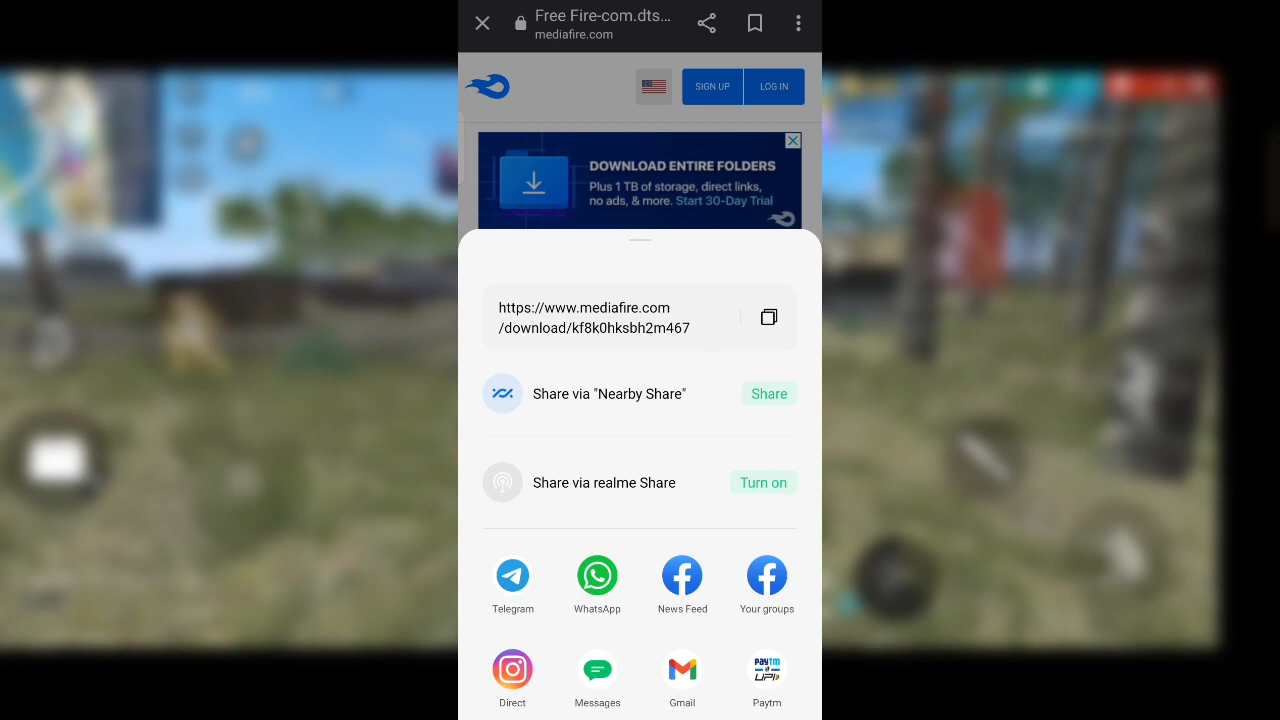 Free Fire-com.dts...
mediafire.com
SIGN UP
LOG IN
DOWNLOAD ENTIRE FOLDERS
Plus 1 TB of storage, direct links,
no ads, & more. Start 30-Day Trial
https://www.mediafire.com
/download/kf8k0hksbh2m467
Share via "Nearby Share"
Share
Share via realme Share
Turn on
Telegram
WhatsApp
News Feed
Your groups
Paytm
UPI
Direct
Messages
Gmail
Paytm